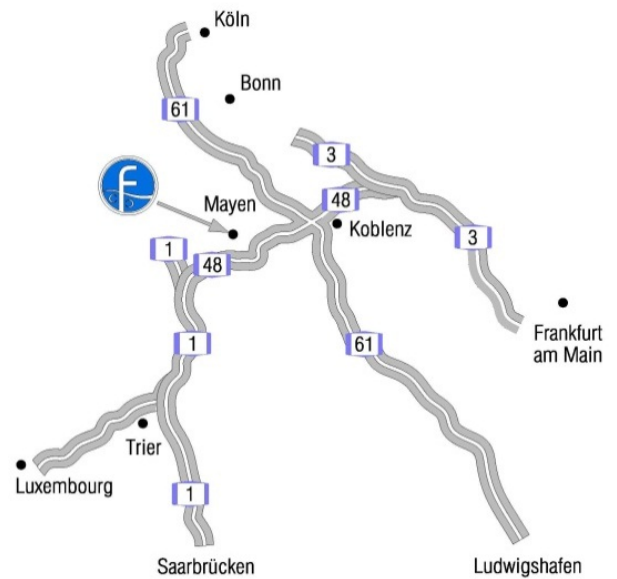 Köln
Bonn
61
3
F
Mayen
48
Koblenz
1
48
3
Frankfurt
am Main
1
61
Trier
Luxembourg
1
Saarbrücken
Ludwigshafen